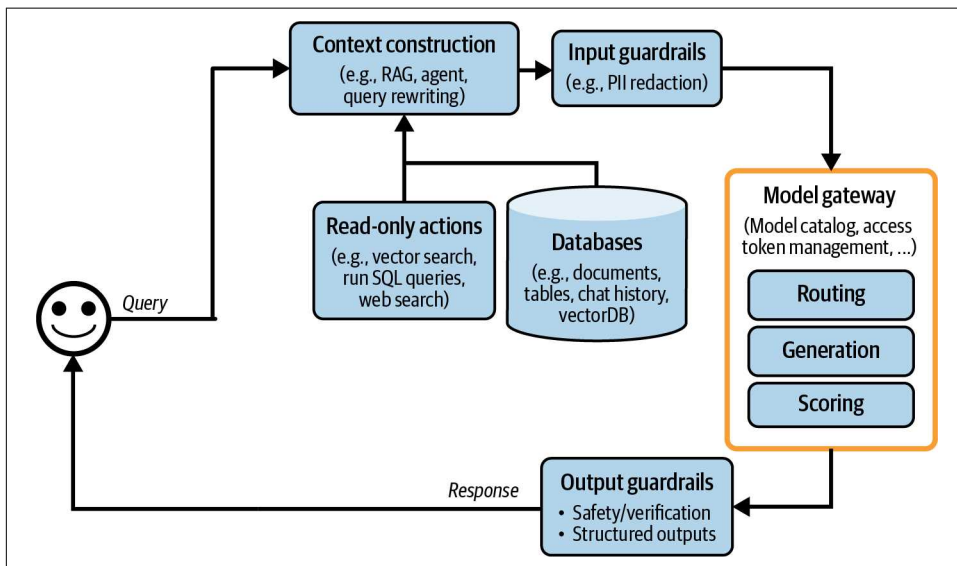 Context construction
(e.g., RAG, agent,
query rewriting)
Input guardrails
(e.g., PII redaction)
Model gateway
(Model catalog, access
token management, ...)
Routing
Generation
Scoring
Read-only actions
(e.g., vector search,
run SQL queries,
web search)
Databases
(e.g., documents,
tables, chat history,
vectorDB)
Query
Response
Output guardrails
• Safety/verification
• Structured outputs